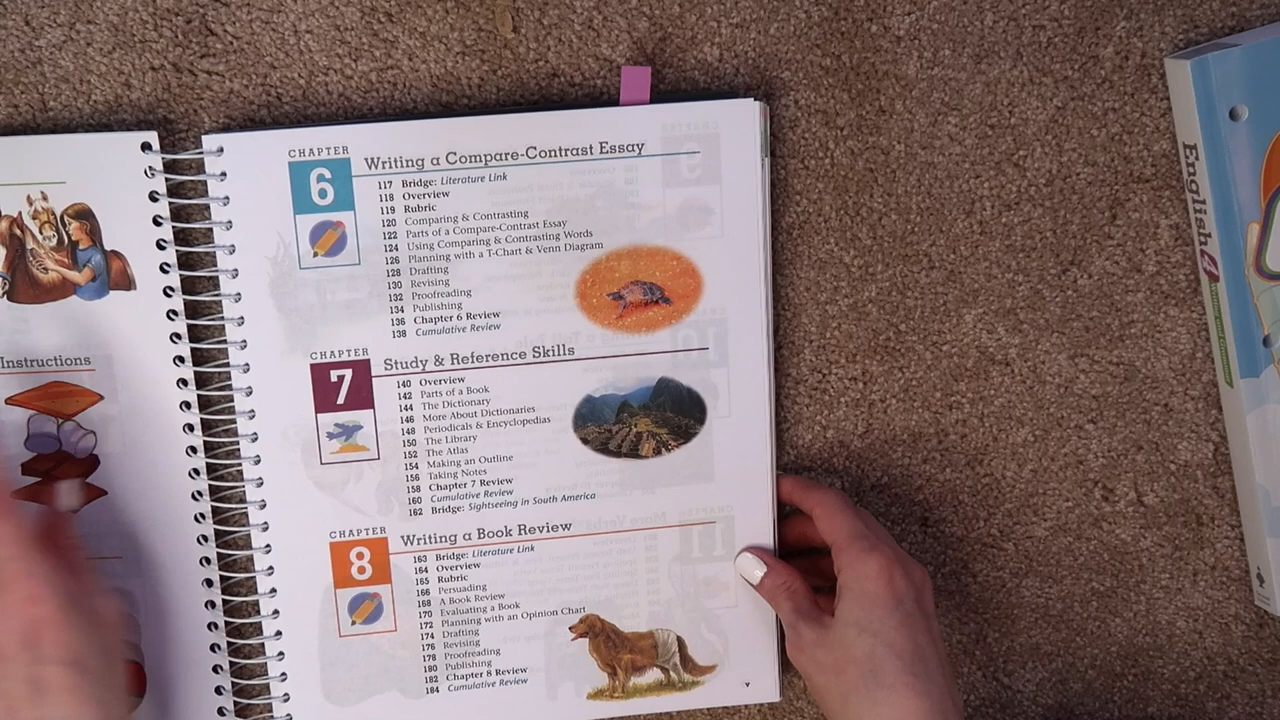 Instructions
CHAPTER
6
Writing a Compare-Contrast Essay
117 Bridge: Literature Link
118 Overview
119 Rubric
120 Comparing & Contrasting
122 Parts of a Compare-Contrast Essay
124 Using Comparing & Contrasting Words
126 Planning with a T-Chart & Venn Diagram
128 Drafting
130 Revising
132 Proofreading
134 Publishing
136 Chapter 6 Review
138 Cumulative Review
CHAPTER
7
Study & Reference Skills
140 Overview
142 Parts of a Book
144 The Dictionary
146 More About Dictionaries
148 Periodicals & Encyclopedias
150 The Library
152 The Atlas
154 Making an Outline
156 Taking Notes
158 Chapter 7 Review
160 Cumulative Review
162 Bridge: Sightseeing in South America
CHAPTER
8
Writing a Book Review
163 Bridge: Literature Link
164 Overview
165 Rubric
166 Persuading
168 A Book Review
170 Evaluating a Book
172 Planning with an Opinion Chart
174 Drafting
176 Revising
178 Proofreading
180 Publishing
182 Chapter 8 Review
184 Cumulative Review
v
English 4
Writing and Grammar